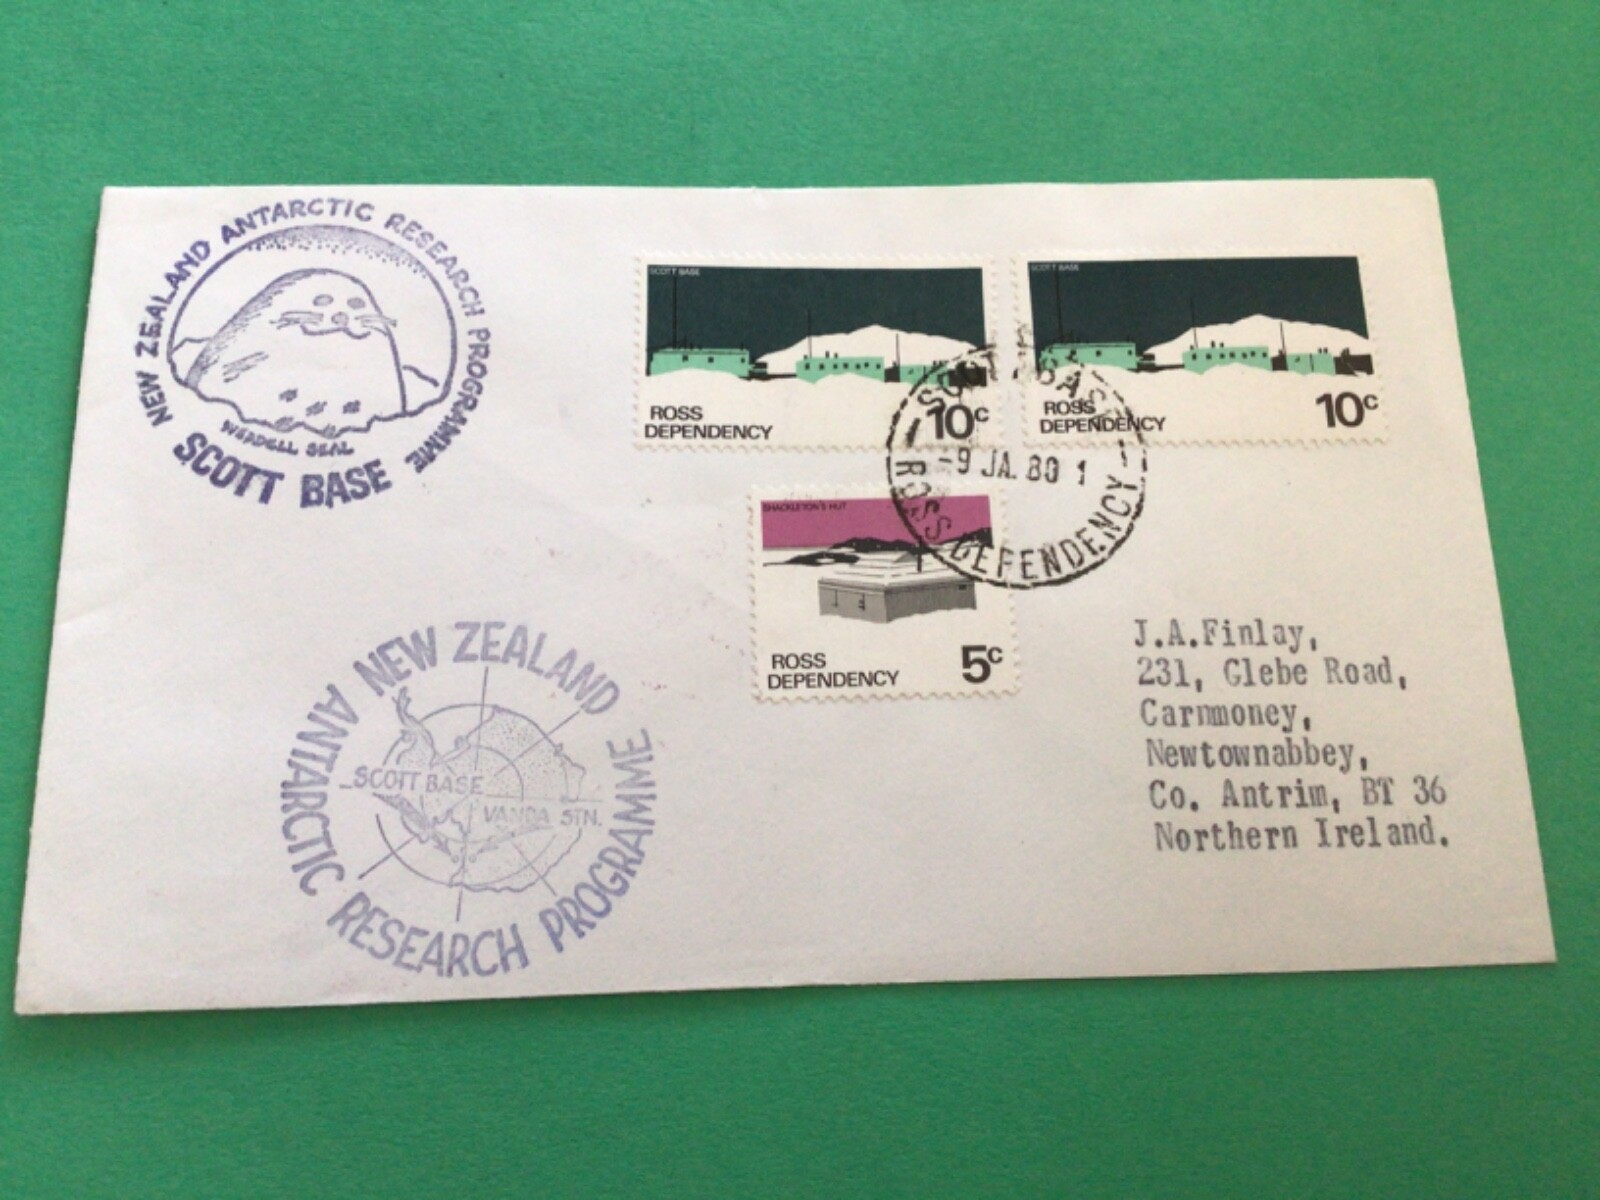 NEW ZEALAND ANTARCTIC RESEARCH PROGRAMME
WEDDELL SEAL
SCOTT BASE
SCOTT BASE
ROSS
DEPENDENCY
10c
SCOTT BASE
ROSS
DEPENDENCY
10c
SCOTT BASE
-9 JA. 80 1
ROSS DEPENDENCY
SHACKLETON'S HUT
ROSS
DEPENDENCY
5c
NEW ZEALAND
ANTARCTIC RESEARCH PROGRAMME
SCOTT BASE
VANDA STN.
J.A.Finlay,
231, Glebe Road,
Carnmoney,
Newtownabbey,
Co. Antrim, BT 36
Northern Ireland.